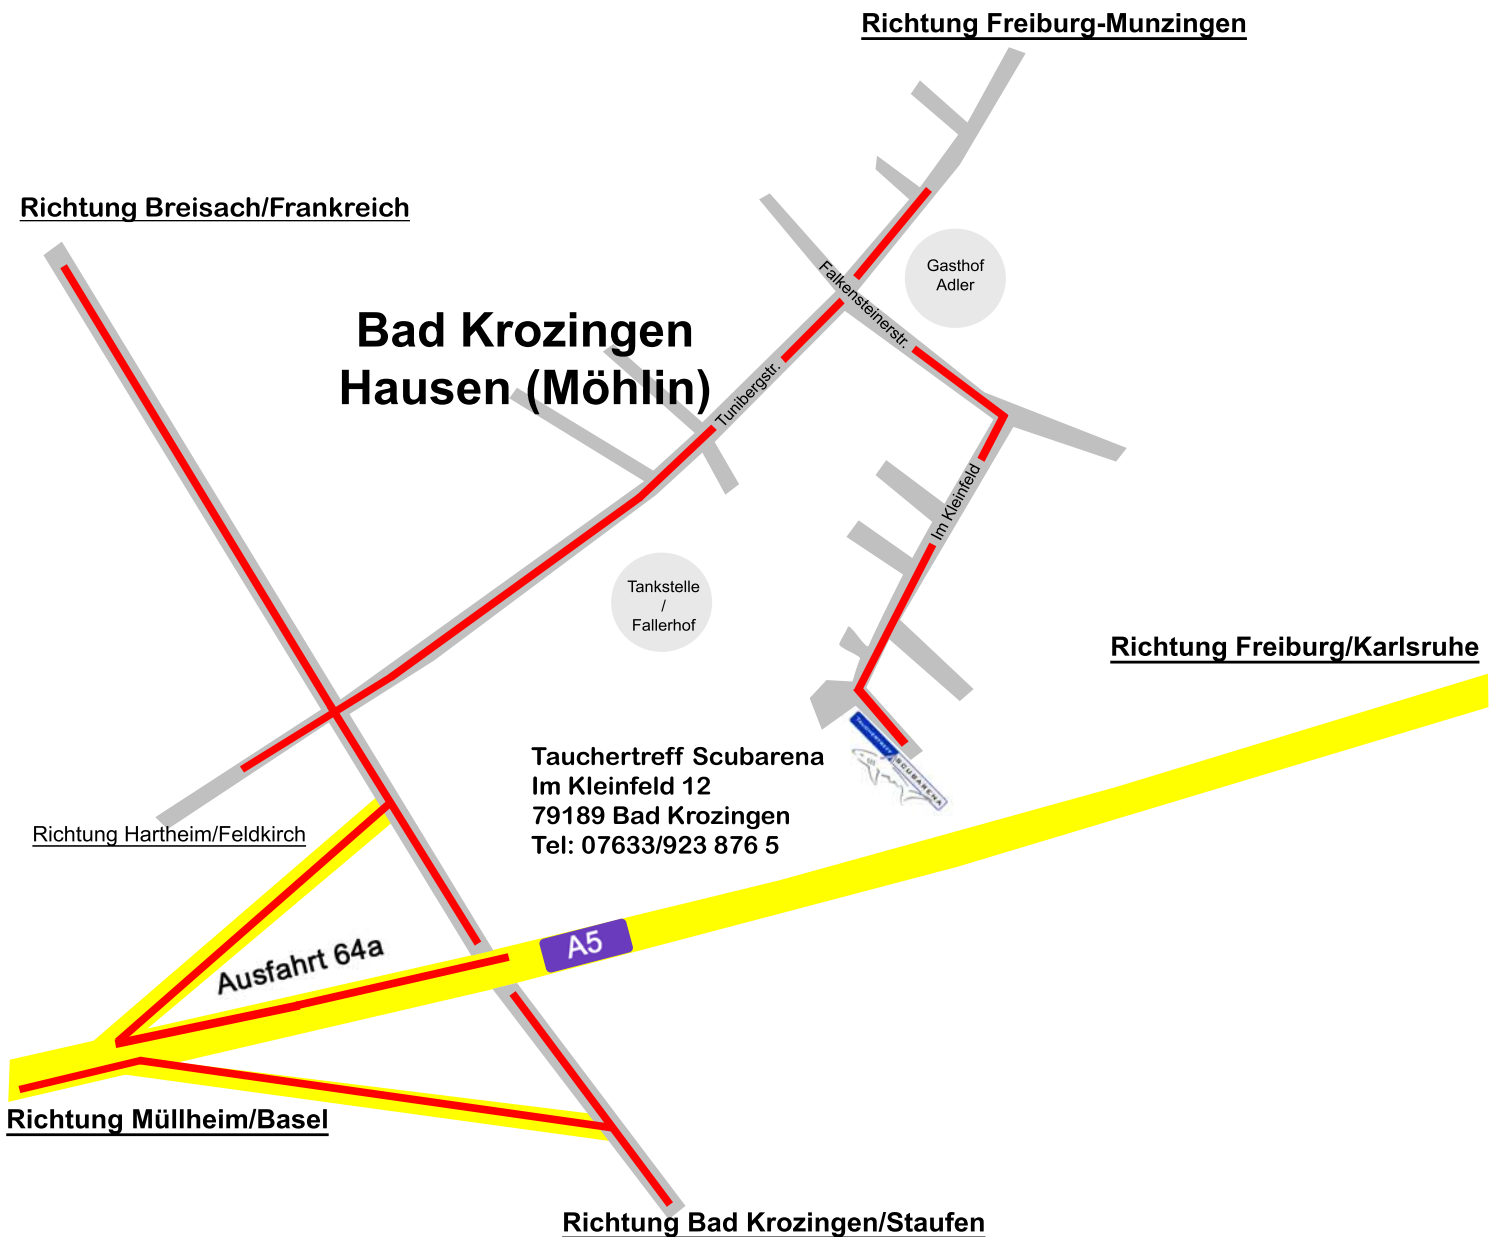 Richtung Freiburg-Munzingen
Richtung Breisach/Frankreich
Gasthof
Adler
Falkensteinerstr.
Bad Krozingen
Hausen (Möhlin)
Tunibergstr.
Im Kleinfeld
Tankstelle
/
Fallerhof
Richtung Freiburg/Karlsruhe
TAUCHERTREFF
SCUBARENA
Tauchertreff Scubarena
Im Kleinfeld 12
79189 Bad Krozingen
Tel: 07633/923 876 5
Richtung Hartheim/Feldkirch
A5
Ausfahrt 64a
Richtung Müllheim/Basel
Richtung Bad Krozingen/Staufen